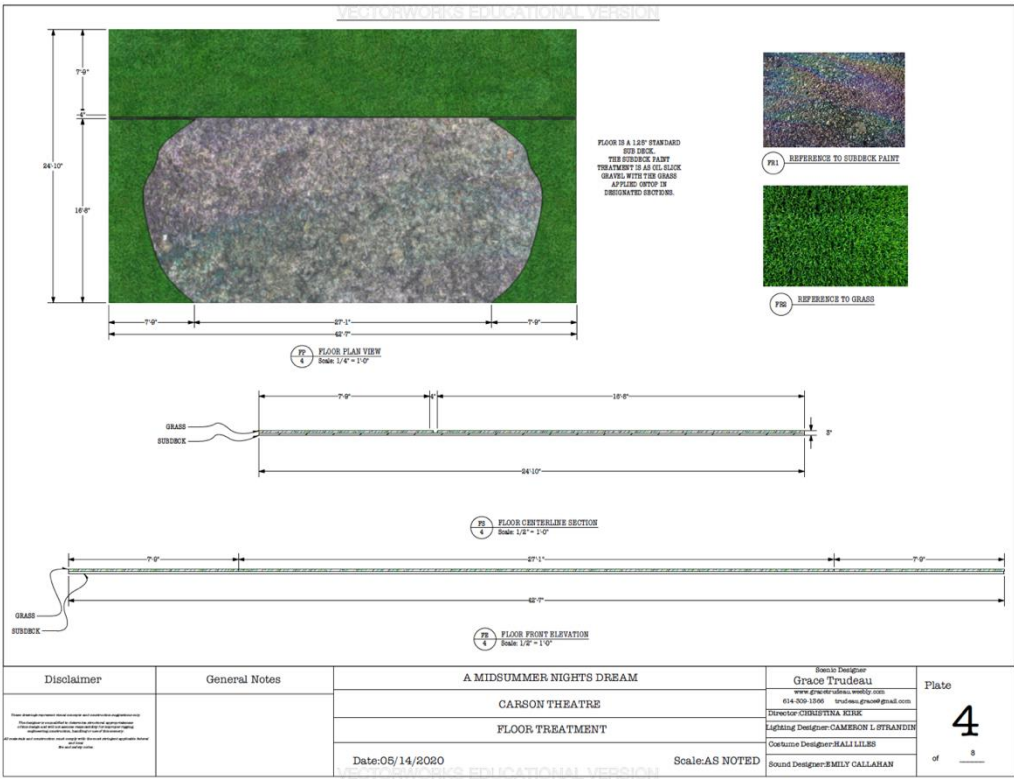 VECTORWORKS EDUCATIONAL VERSION
7'-9"
4"
24'-10"
16'-8"
7'-9"
27'-1"
7'-9"
42'-7"
FP
4
FLOOR PLAN VIEW
Scale: 1/4" = 1'-0"
FLOOR IS A 1.25" STANDARD
SUB DECK.
THE SUBDECK PAINT
TREATMENT IS AS OIL SLICK
GRAVEL WITH THE GRASS
APPLIED ONTOP IN
DESIGNATED SECTIONS.
FR1
REFERENCE TO SUBDECK PAINT
FR2
REFERENCE TO GRASS
7'-9"
4"
16'-8"
GRASS
SUBDECK
3"
24'-10"
FS
4
FLOOR CENTERLINE SECTION
Scale: 1/2" = 1'-0"
7'-9"
27'-1"
7'-9"
42'-7"
GRASS
SUBDECK
FE
4
FLOOR FRONT ELEVATION
Scale: 1/2" = 1'-0"
Disclaimer
General Notes
A MIDSUMMER NIGHTS DREAM
CARSON THEATRE
FLOOR TREATMENT
Date:05/14/2020
Scale:AS NOTED
Scenic Designer
Grace Trudeau
www.gracetrudeau.weebly.com
614-309-1366 trudeau.grace@gmail.com
Director:CHRISTINA KIRK
Lighting Designer:CAMERON L STRANDIN
Costume Designer:HALI LILES
Sound Designer:EMILY CALLAHAN
Plate
4
of 8
VECTORWORKS EDUCATIONAL VERSION